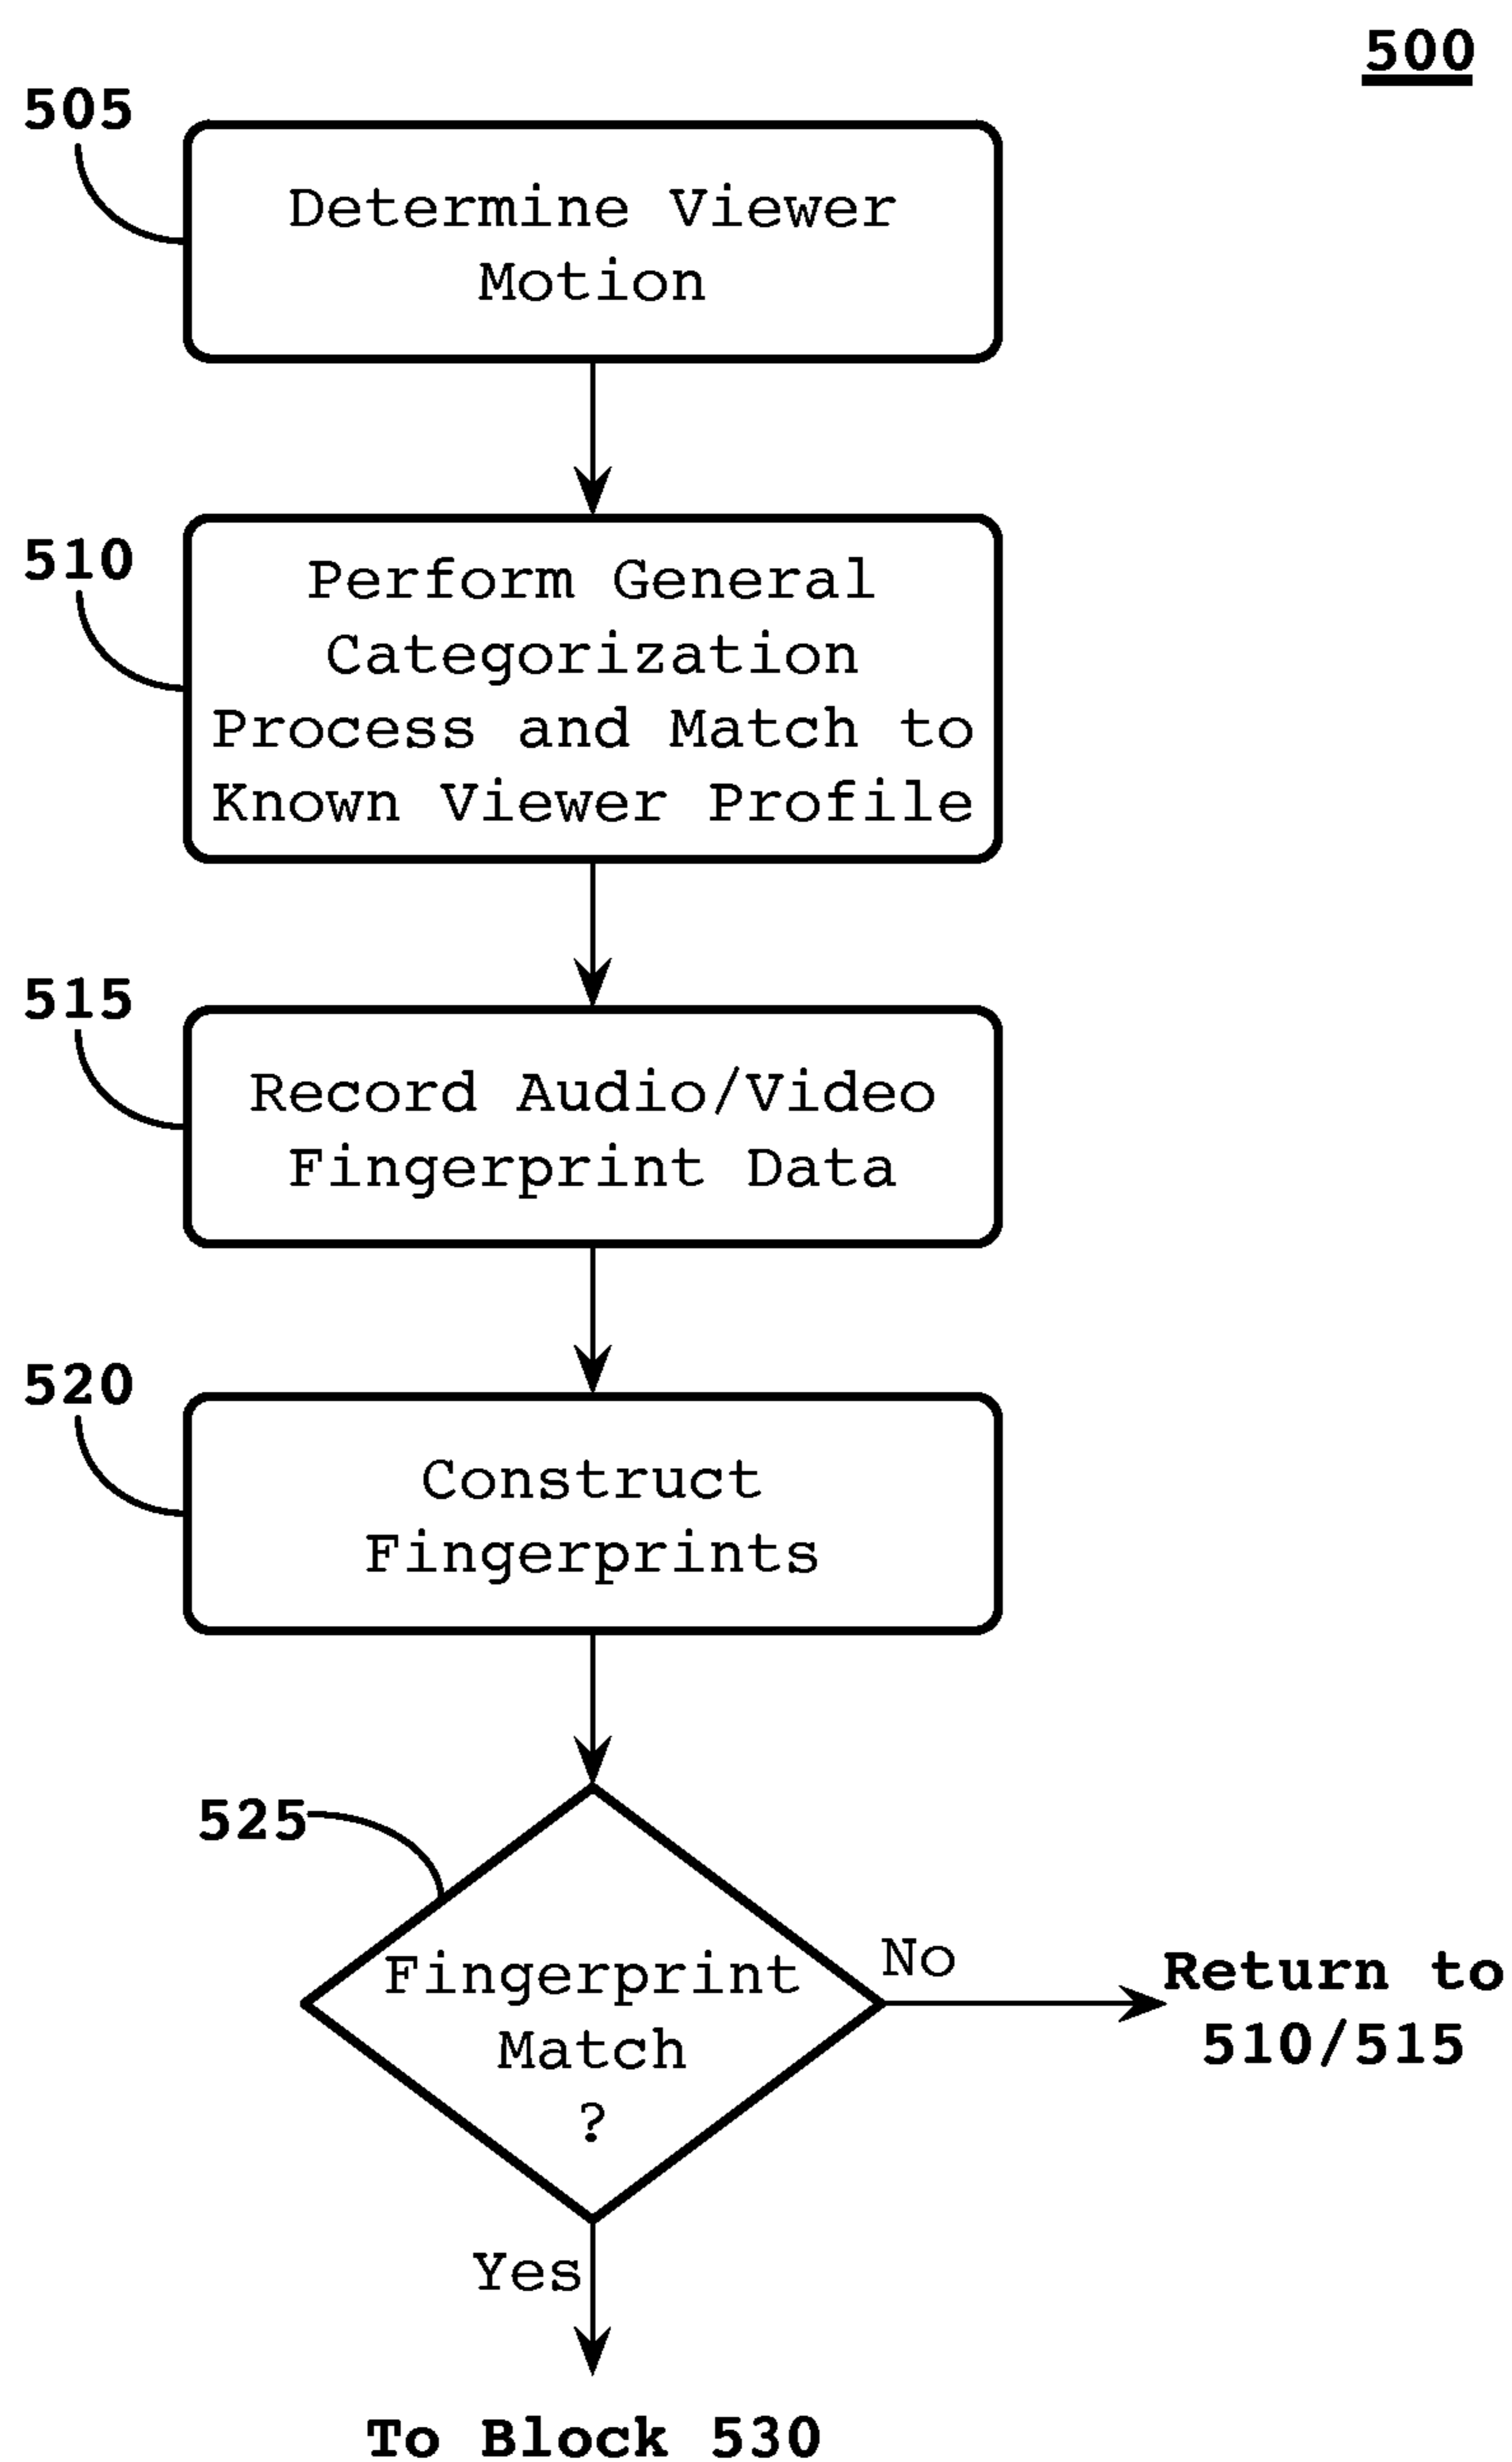 500
505
Determine Viewer
Motion
510
Perform General
Categorization
Process and Match to
Known Viewer Profile
515
Record Audio/Video
Fingerprint Data
520
Construct
Fingerprints
525
Fingerprint
Match
?
No
Return to
510/515
Yes
To Block 530